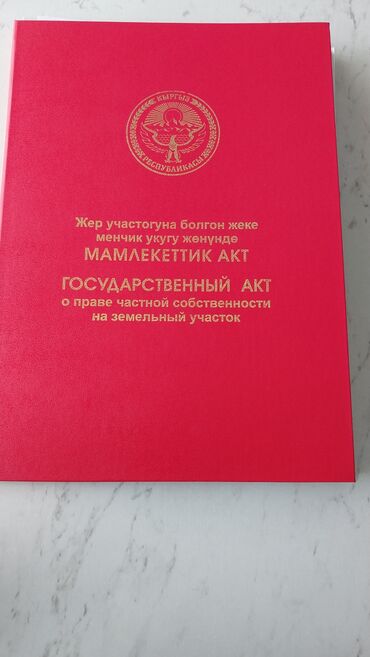 КЫРГЫЗ
РЕСПУБЛИКАСЫ
Жер участогуна болгон жеке
менчик укугу жөнүндө
МАМЛЕКЕТТИК АКТ
ГОСУДАРСТВЕННЫЙ АКТ
о праве частной собственности
на земельный участок